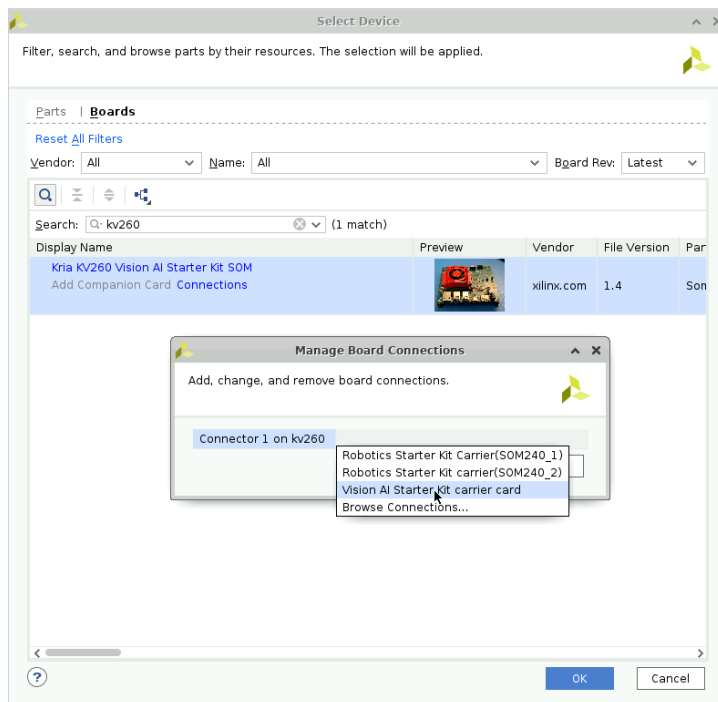 Select Device
Filter, search, and browse parts by their resources. The selection will be applied.
Parts | Boards
Reset All Filters
Vendor: All Name: All Board Rev: Latest
Search: kv260 (1 match)
Display Name Preview Vendor File Version Par
Kria KV260 Vision AI Starter Kit SOM
Add Companion Card Connections xilinx.com 1.4 Som
Manage Board Connections
Add, change, and remove board connections.
Connector 1 on kv260
Robotics Starter Kit Carrier(SOM240_1)
Robotics Starter Kit carrier(SOM240_2)
Vision AI Starter Kit carrier card
Browse Connections...
? OK Cancel